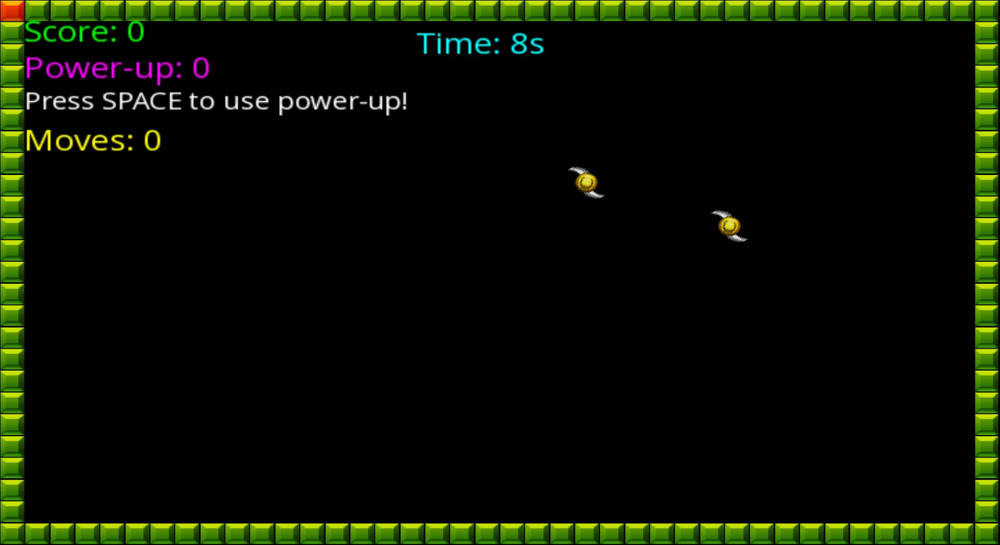 Score: 0
Time: 8s
Power-up: 0
Press SPACE to use power-up!
Moves: 0